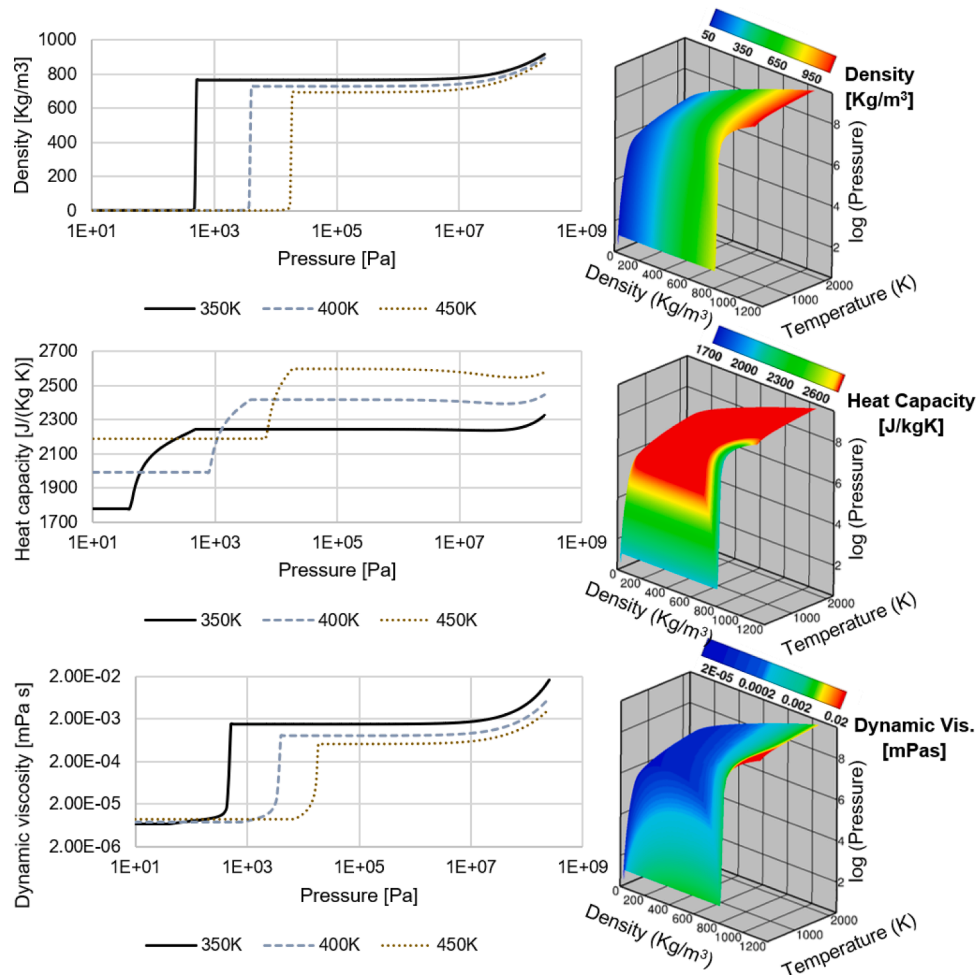 1000
800
600
400
200
0
Density [Kg/m3]
1E+01 1E+03 1E+05 1E+07 1E+09
Pressure [Pa]
350K 400K 450K
50 350 650 950
Density
[Kg/m³]
8
6
4
2
log (Pressure)
0 200 400 600 800 1000 1200
Density (Kg/m³)
1000 2000
Temperature (K)
2700
2500
2300
2100
1900
1700
Heat capacity [J/(Kg K)]
1E+01 1E+03 1E+05 1E+07 1E+09
Pressure [Pa]
350K 400K 450K
1700 2000 2300 2600
Heat Capacity
[J/kgK]
8
6
4
2
log (Pressure)
0 200 400 600 800 1000 1200
Density (Kg/m³)
1000 2000
Temperature (K)
2.00E-02
2.00E-03
2.00E-04
2.00E-05
2.00E-06
Dynamic viscosity [mPa s]
1E+01 1E+03 1E+05 1E+07 1E+09
Pressure [Pa]
350K 400K 450K
2E-05 0.0002 0.002 0.02
Dynamic Vis.
[mPas]
8
6
4
2
log (Pressure)
0 200 400 600 800 1000 1200
Density (Kg/m³)
1000 2000
Temperature (K)